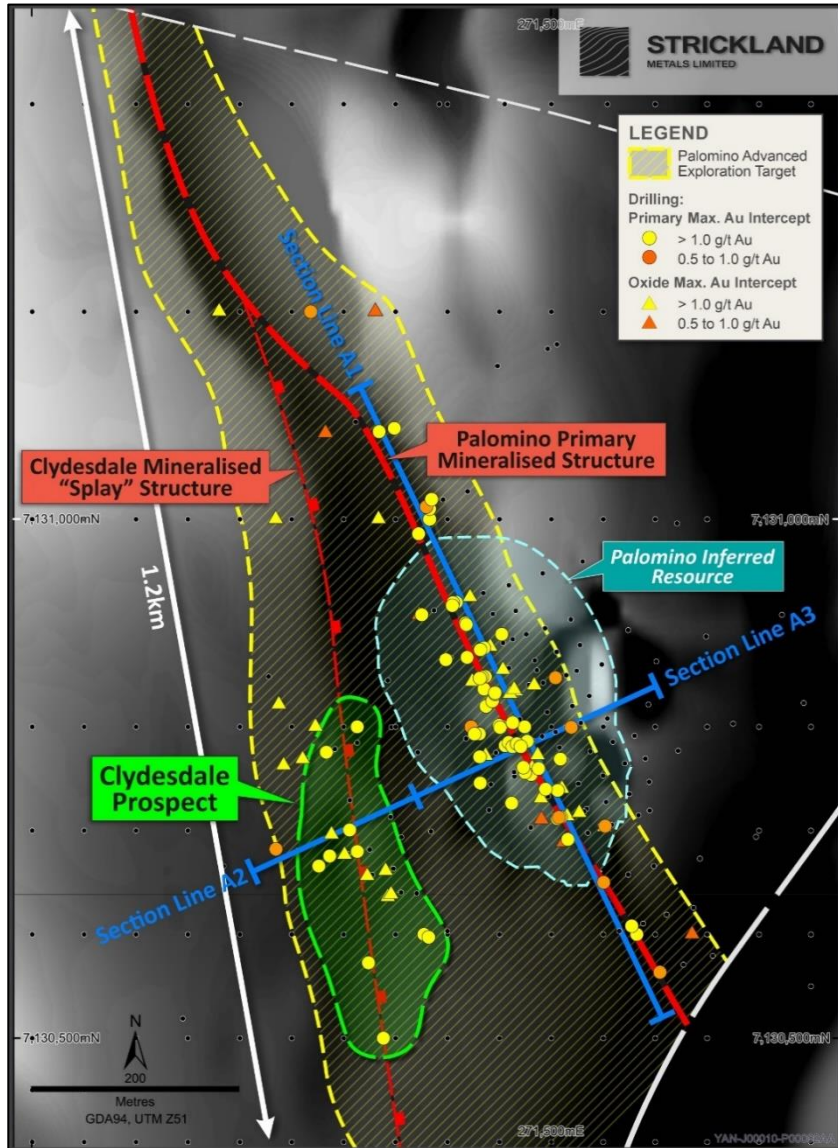 271,500mE
STRICKLAND
METALS LIMITED
LEGEND
Palomino Advanced
Exploration Target
Drilling:
Primary Max. Au Intercept
> 1.0 g/t Au
0.5 to 1.0 g/t Au
Oxide Max. Au Intercept
> 1.0 g/t Au
0.5 to 1.0 g/t Au
Section Line A1
Clydesdale Mineralised
"Splay" Structure
Palomino Primary
Mineralised Structure
7,131,000mN
7,131,000mN
Palomino Inferred
Resource
1.2km
Section Line A3
Clydesdale
Prospect
Section Line A2
7,130,500mN
7,130,500mN
N
200
Metres
GDA94, UTM Z51
271,500mE